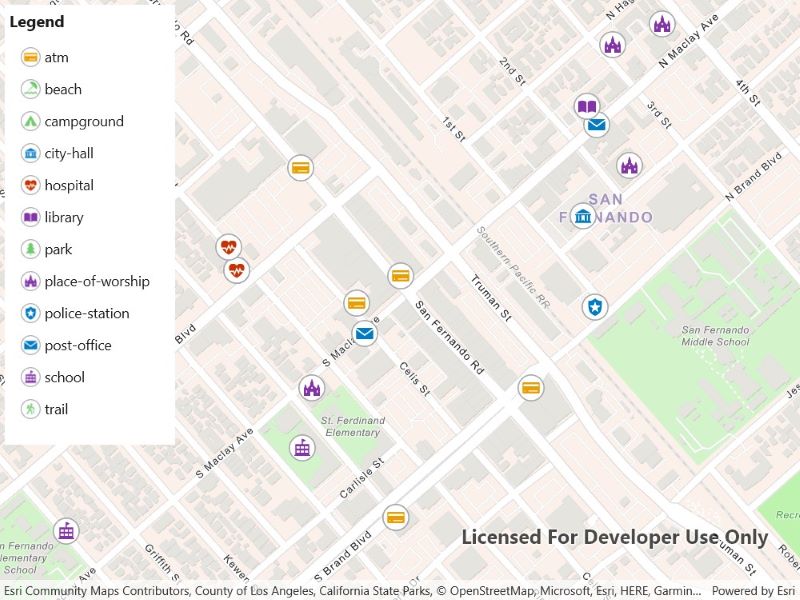 Legend
atm
beach
campground
city-hall
hospital
library
park
place-of-worship
police-station
post-office
school
trail
Rd
N Maclay Ave
2nd St
4th St
1st St
3rd St
N Brand Blvd
SAN
FERNANDO
Southern Pacific RR
Truman St
San Fernando Rd
San Fernando
Middle School
Blvd
S Maclay Ave
Celis St
St. Ferdinand
Elementary
S Maclay Ave
Carlisle St
S Brand Blvd
Licensed For Developer Use Only
n Fernando
lementary
School
Griffith S
Kewen
Truman St
Esri Community Maps Contributors, County of Los Angeles, California State Parks, © OpenStreetMap, Microsoft, Esri, HERE, Garmin... Powered by Esri